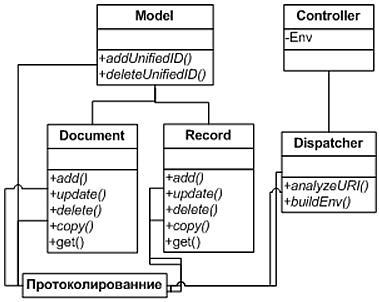 Model
+addUnifiedID()
+deleteUnifiedID()
Controller
-Env
Document
+add()
+update()
+delete()
+copy()
+get()
Record
+add()
+update()
+delete()
+copy()
+get()
Dispatcher
+analyzeURI()
+buildEnv()
Протоколированние